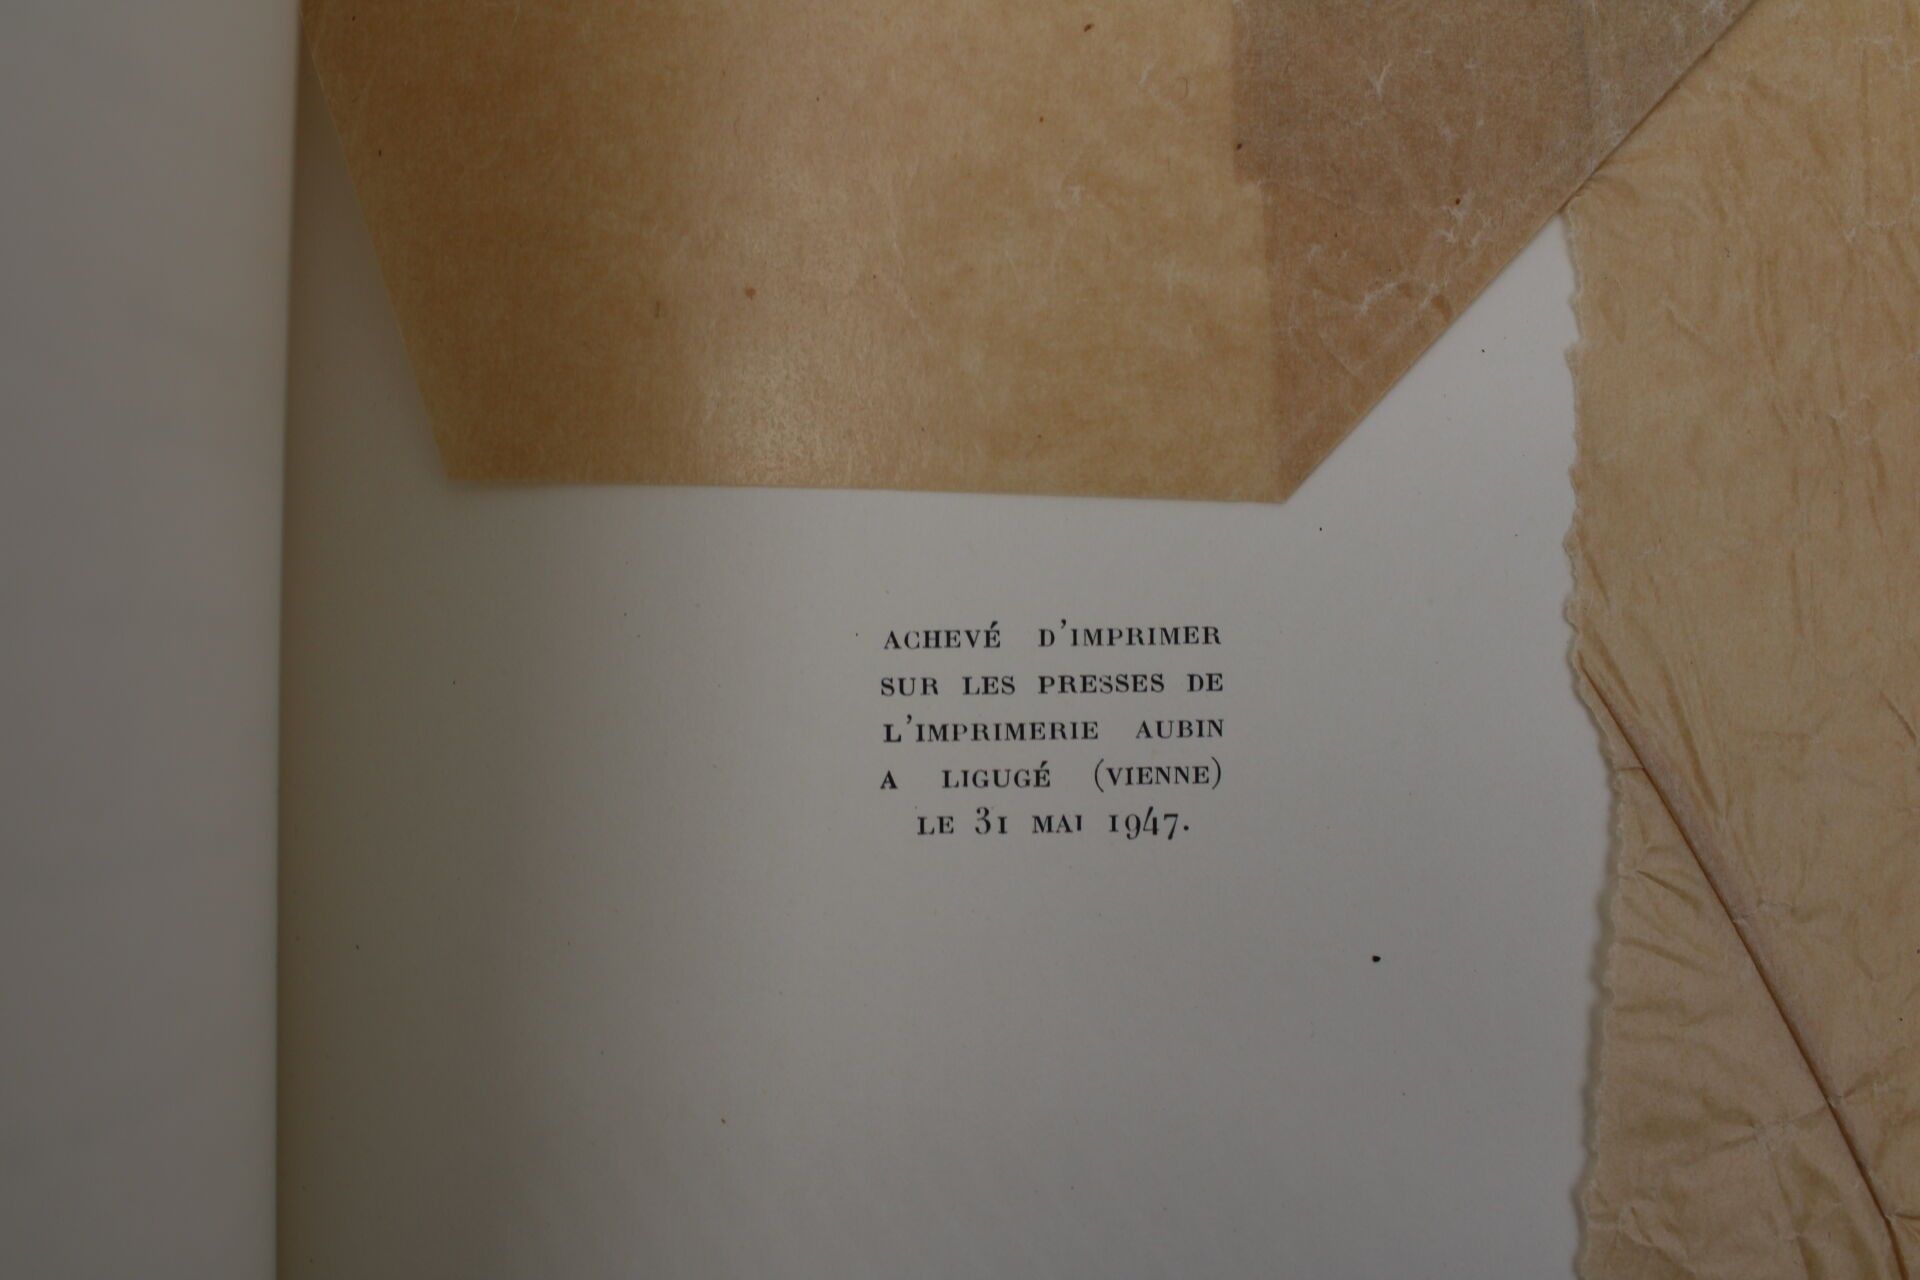 ACHEVÉ D'IMPRIMER
SUR LES PRESSES DE
L'IMPRIMERIE AUBIN
A LIGUGÉ (VIENNE)
LE 31 MAI 1947.